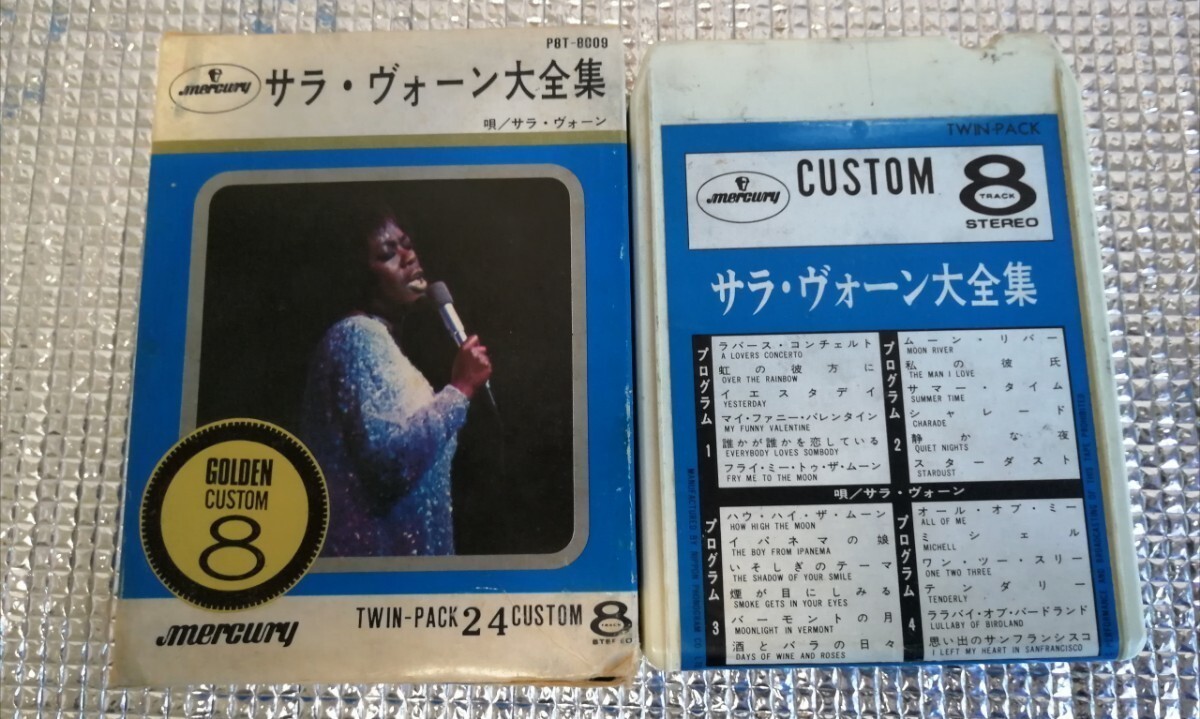 P8T-8009
mercury
サラ・ヴォーン大全集
唄/サラ・ヴォーン
GOLDEN
CUSTOM
8
TWIN-PACK 24 CUSTOM 8
TRACK
STEREO
mercury
TWIN-PACK
mercury
CUSTOM
8
TRACK
STEREO
サラ・ヴォーン大全集
プログラム 1
ラバース・コンチェルト
A LOVERS CONCERTO
虹の彼方に
OVER THE RAINBOW
イエスタデイ
YESTERDAY
マイ・ファニー・バレンタイン
MY FUNNY VALENTINE
誰かが誰かを恋している
EVERYBODY LOVES SOMBODY
フライ・ミー・トゥ・ザ・ムーン
FRY ME TO THE MOON
プログラム 2
ムーン・リバー
MOON RIVER
私の彼氏
THE MAN I LOVE
サマー・タイム
SUMMER TIME
シャレード
CHARADE
静かな夜
QUIET NIGHTS
スターダスト
STARDUST
唄/サラ・ヴォーン
プログラム 3
ハウ・ハイ・ザ・ムーン
HOW HIGH THE MOON
イパネマの娘
THE BOY FROM IPANEMA
いそしぎのテーマ
THE SHADOW OF YOUR SMILE
煙が目にしみる
SMOKE GETS IN YOUR EYES
バーモントの月
MOONLIGHT IN VERMONT
酒とバラの日々
DAYS OF WINE AND ROSES
プログラム 4
オール・オブ・ミー
ALL OF ME
ミシェル
MICHELL
ワン・ツー・スリー
ONE TWO THREE
テンダリー
TENDERLY
ララバイ・オブ・バードランド
LULLABY OF BIRDLAND
思い出のサンフランシスコ
I LEFT MY HEART IN SANFRANCISCO
MANUFACTURED BY NIPPON PHONOGRAM CO
PERFORMANCE AND BROADCASTING OF THIS TAPE PROHIBITED